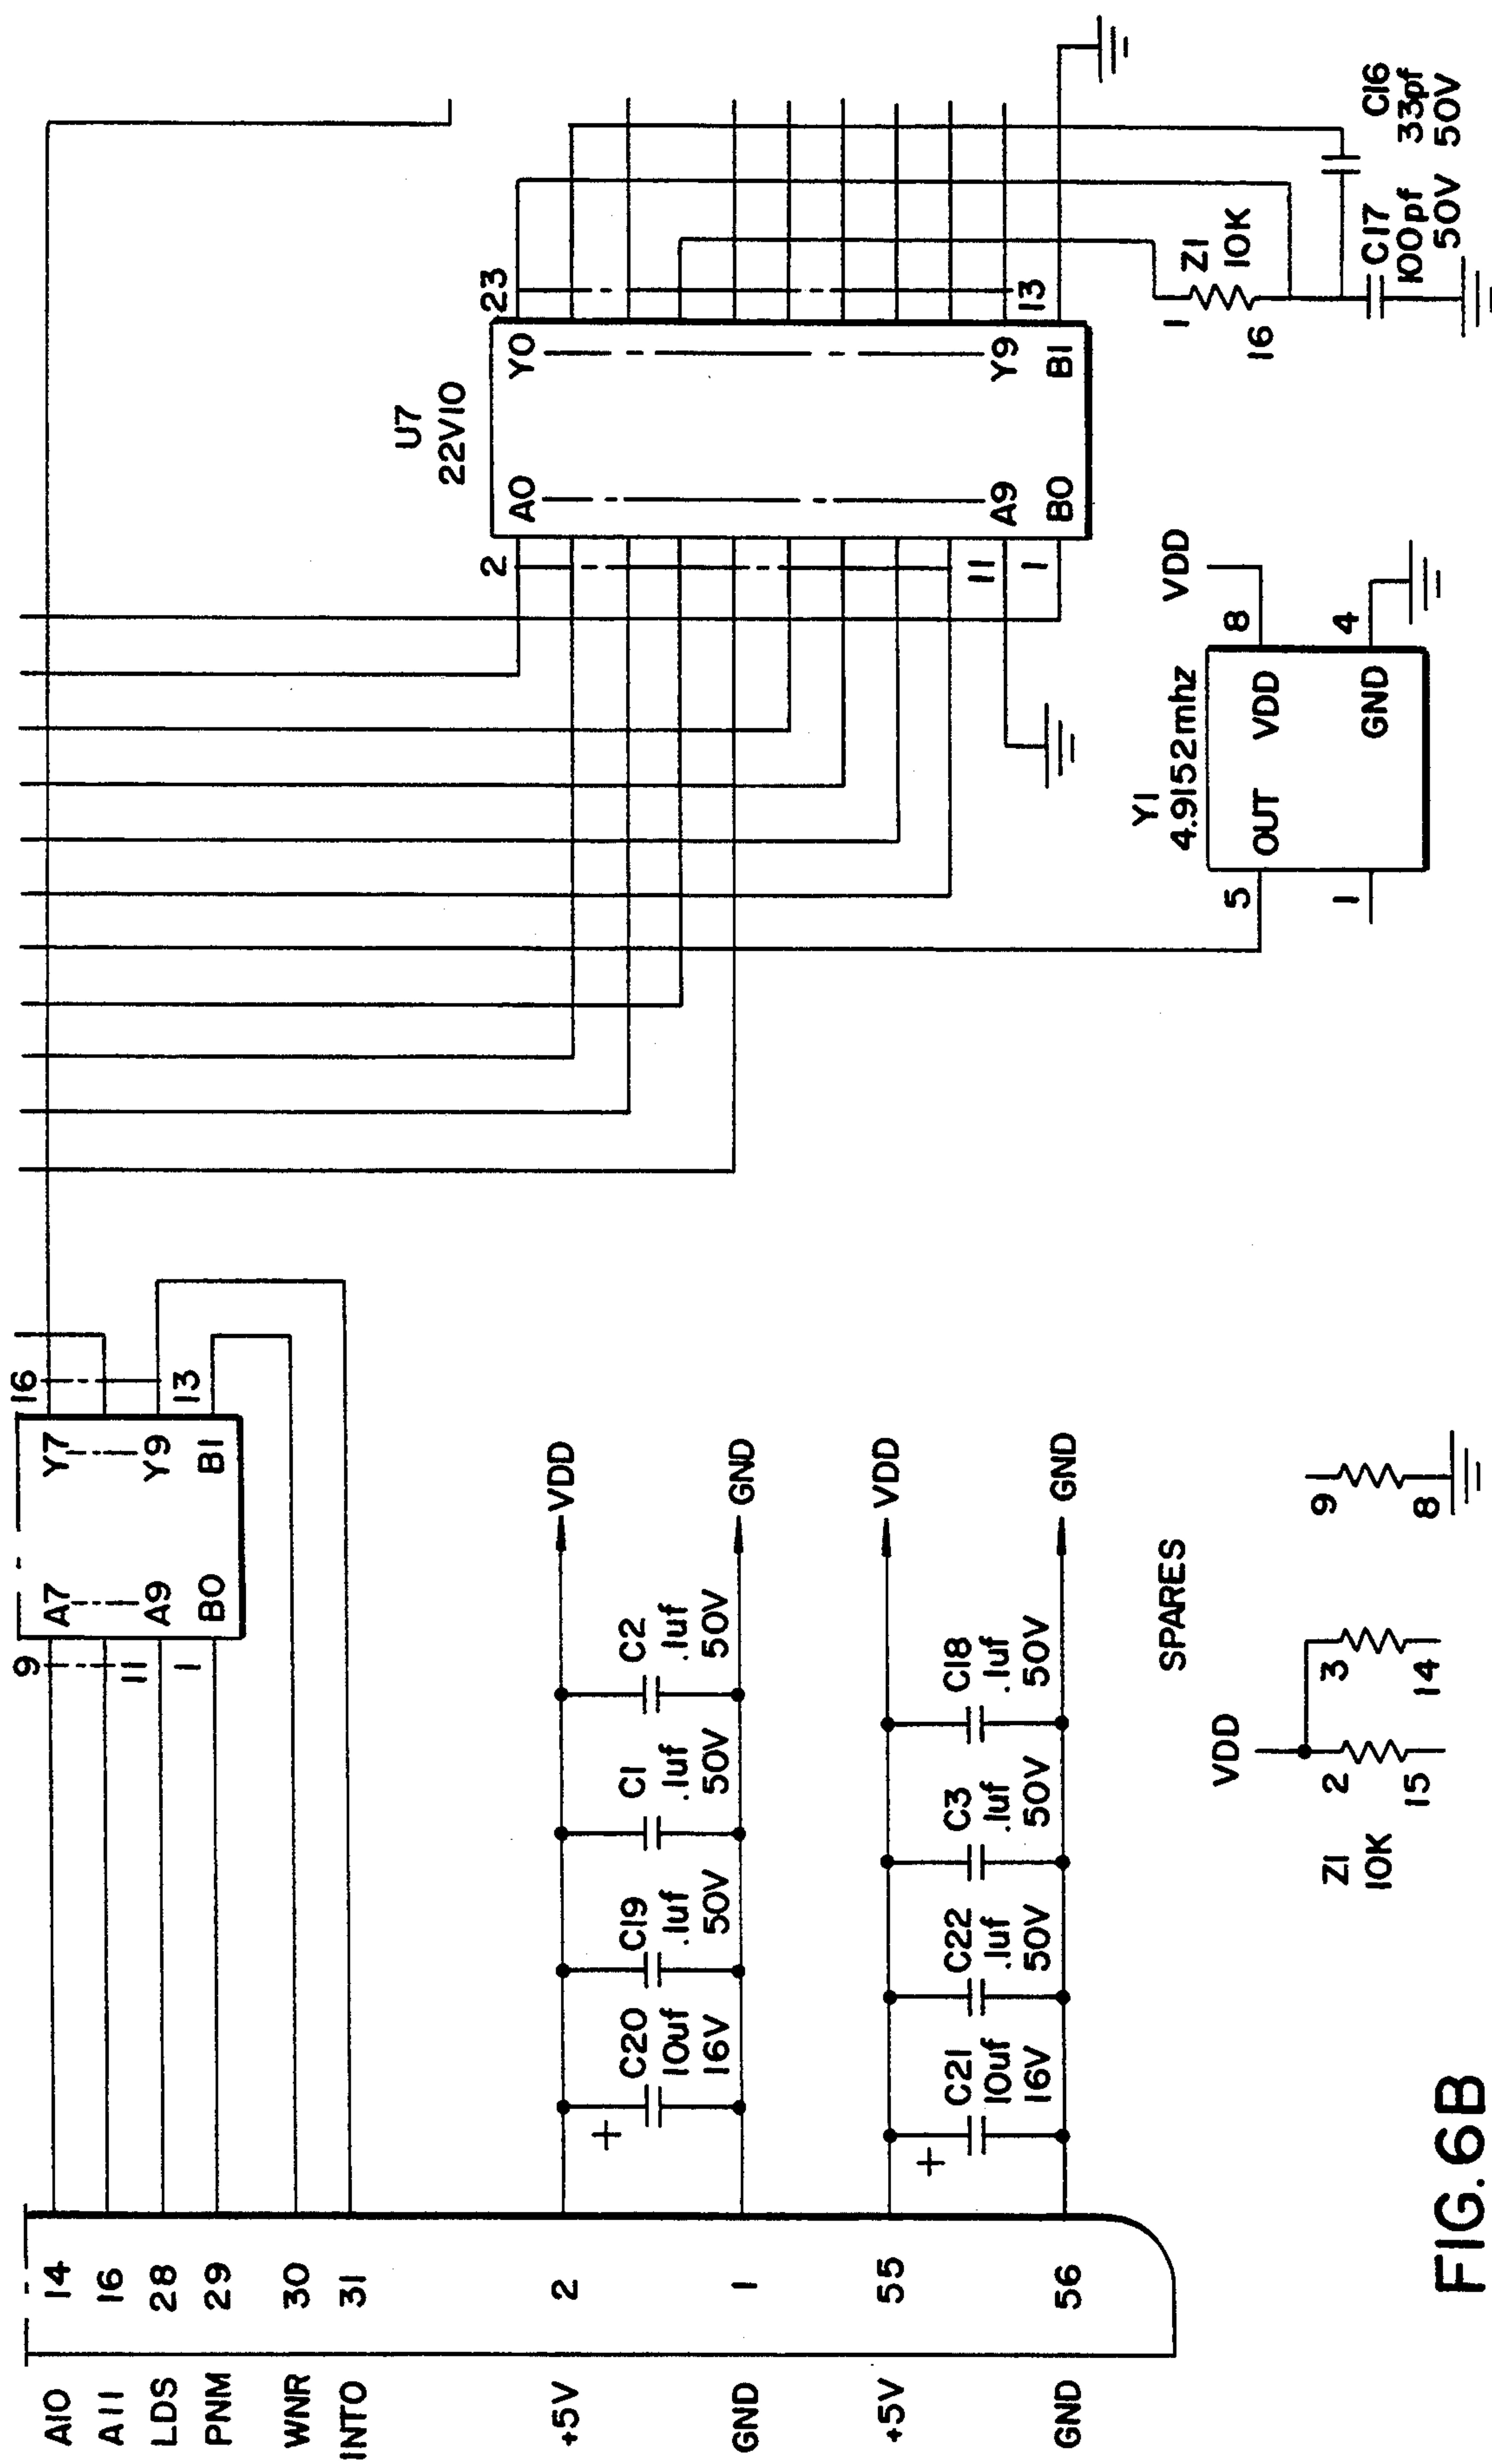 A10 14
A11 16
LDS 28
PNM 29
WNR 30
INTO 31
+5V 2
GND 1
+5V 55
GND 56
9
11
1
A7 Y7
A9 Y9
B0 B1
16
13
C20
10uf
16V
C19
.1uf
50V
C1
.1uf
50V
C2
.1uf
50V
VDD
GND
C21
10uf
16V
C22
.1uf
50V
C3
.1uf
50V
C18
.1uf
50V
VDD
GND
SPARES
VDD
Z1
10K
2
15
3
14
9
8
U7
22V10
2
11
1
A0 Y0
A9 Y9
B0 B1
23
13
Y1
4.9152mhz
5 OUT VDD 8
VDD
1 GND 4
1
16
Z1
10K
C17
100pf
50V
C16
33pf
50V
FIG. 6B